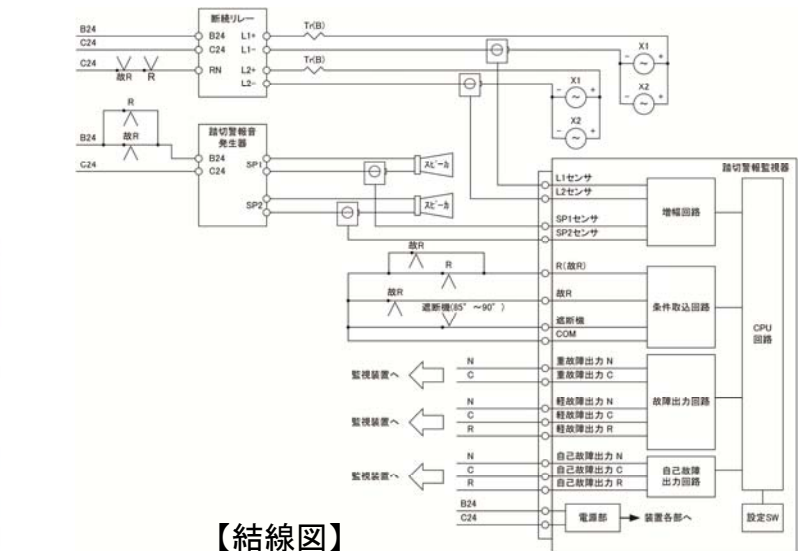 断続リレー
B24
C24
C24
故R R
B24
C24
RN
L1+
L1-
L2+
L2-
Tr(B)
Tr(B)
X1
X2
X1
X2
R
故R
B24
C24
踏切警報音
発生器
B24
C24
SP1
SP2
スピーカ
スピーカ
踏切警報監視器
L1センサ
L2センサ
SP1センサ
SP2センサ
増幅回路
故R
R
故R
遮断機(85°~90°)
R(故R)
故R
遮断機
COM
条件取込回路
CPU
回路
監視装置へ
N
C
重故障出力 N
重故障出力 C
監視装置へ
N
C
R
軽故障出力 N
軽故障出力 C
軽故障出力 R
故障出力回路
監視装置へ
N
C
R
自己故障出力 N
自己故障出力 C
自己故障出力 R
自己故障
出力回路
B24
C24
電源部
装置各部へ
設定SW
【結線図】